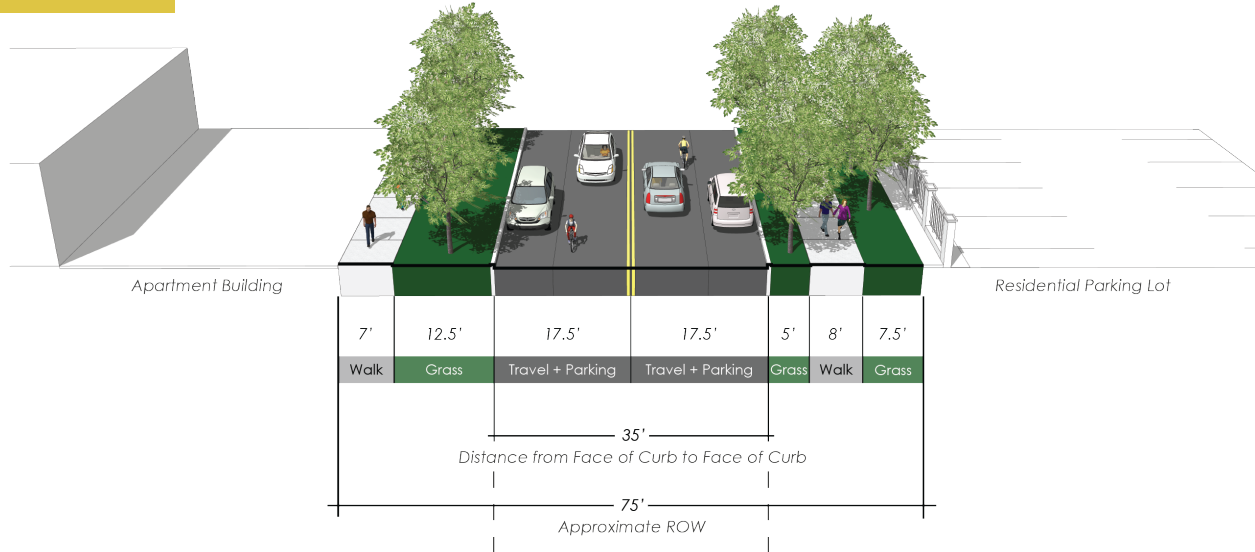 Apartment Building
Residential Parking Lot
7' 12.5' 17.5' 17.5' 5' 8' 7.5'
Walk Grass Travel + Parking Travel + Parking Grass Walk Grass
35'
Distance from Face of Curb to Face of Curb
75'
Approximate ROW